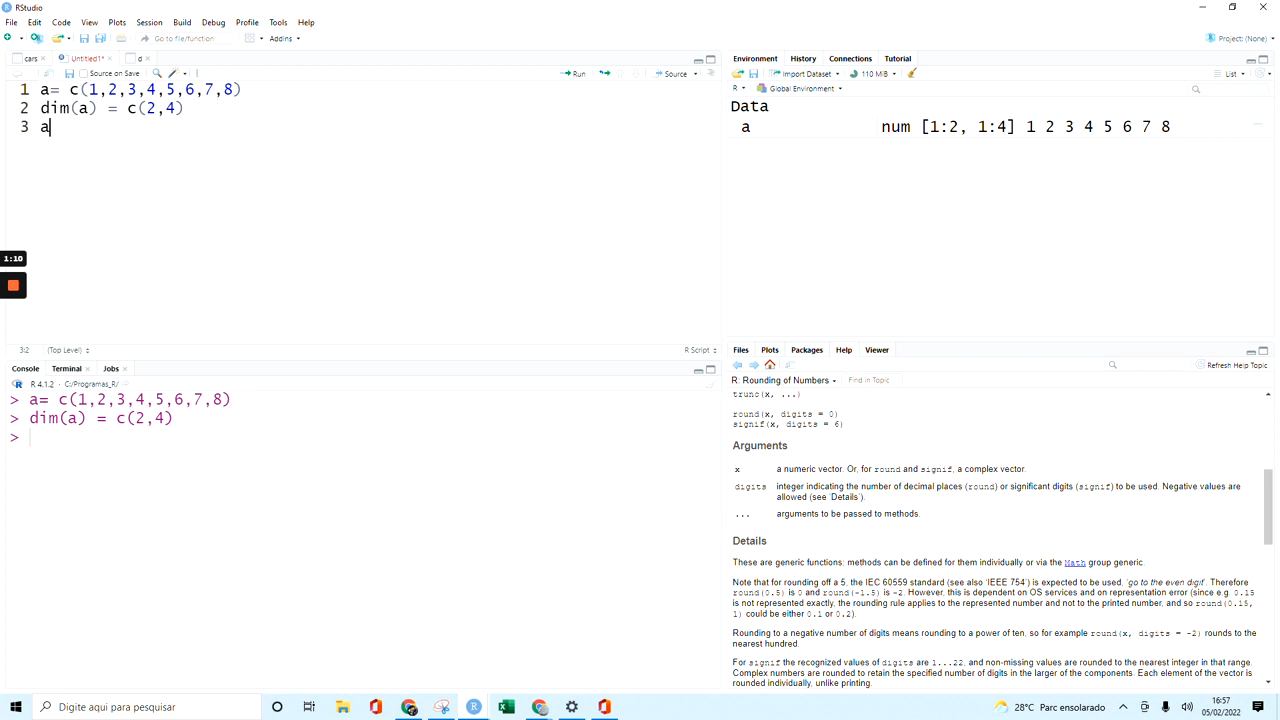 RStudio
File Edit Code View Plots Session Build Debug Profile Tools Help
Go to file/function Addins Project: (None)
cars Untitled1* d
Source on Save Run Source
1 a= c(1,2,3,4,5,6,7,8)
2 dim(a) = c(2,4)
3 a
1:10
3:2 (Top Level) R Script
Console Terminal Jobs
R 4.1.2 · C:/Programas_R/
> a= c(1,2,3,4,5,6,7,8)
> dim(a) = c(2,4)
>
Environment History Connections Tutorial
Import Dataset 110 MiB List
R Global Environment
Data
a num [1:2, 1:4] 1 2 3 4 5 6 7 8
Files Plots Packages Help Viewer
Refresh Help Topic
R: Rounding of Numbers Find in Topic
trunc(x, ...)
round(x, digits = 0)
signif(x, digits = 6)
Arguments
x a numeric vector. Or, for round and signif, a complex vector.
digits integer indicating the number of decimal places (round) or significant digits (signif) to be used. Negative values are
allowed (see ‘Details’).
... arguments to be passed to methods.
Details
These are generic functions: methods can be defined for them individually or via the Math group generic.
Note that for rounding off a 5, the IEC 60559 standard (see also ‘IEEE 754’) is expected to be used, ‘go to the even digit’. Therefore
round(0.5) is 0 and round(-1.5) is -2. However, this is dependent on OS services and on representation error (since e.g. 0.15
is not represented exactly, the rounding rule applies to the represented number and not to the printed number, and so round(0.15,
1) could be either 0.1 or 0.2).
Rounding to a negative number of digits means rounding to a power of ten, so for example round(x, digits = -2) rounds to the
nearest hundred.
For signif the recognized values of digits are 1...22, and non-missing values are rounded to the nearest integer in that range.
Complex numbers are rounded to retain the specified number of digits in the larger of the components. Each element of the vector is
rounded individually, unlike printing.
Digite aqui para pesquisar
28°C Parc ensolarado
16:57
05/02/2022